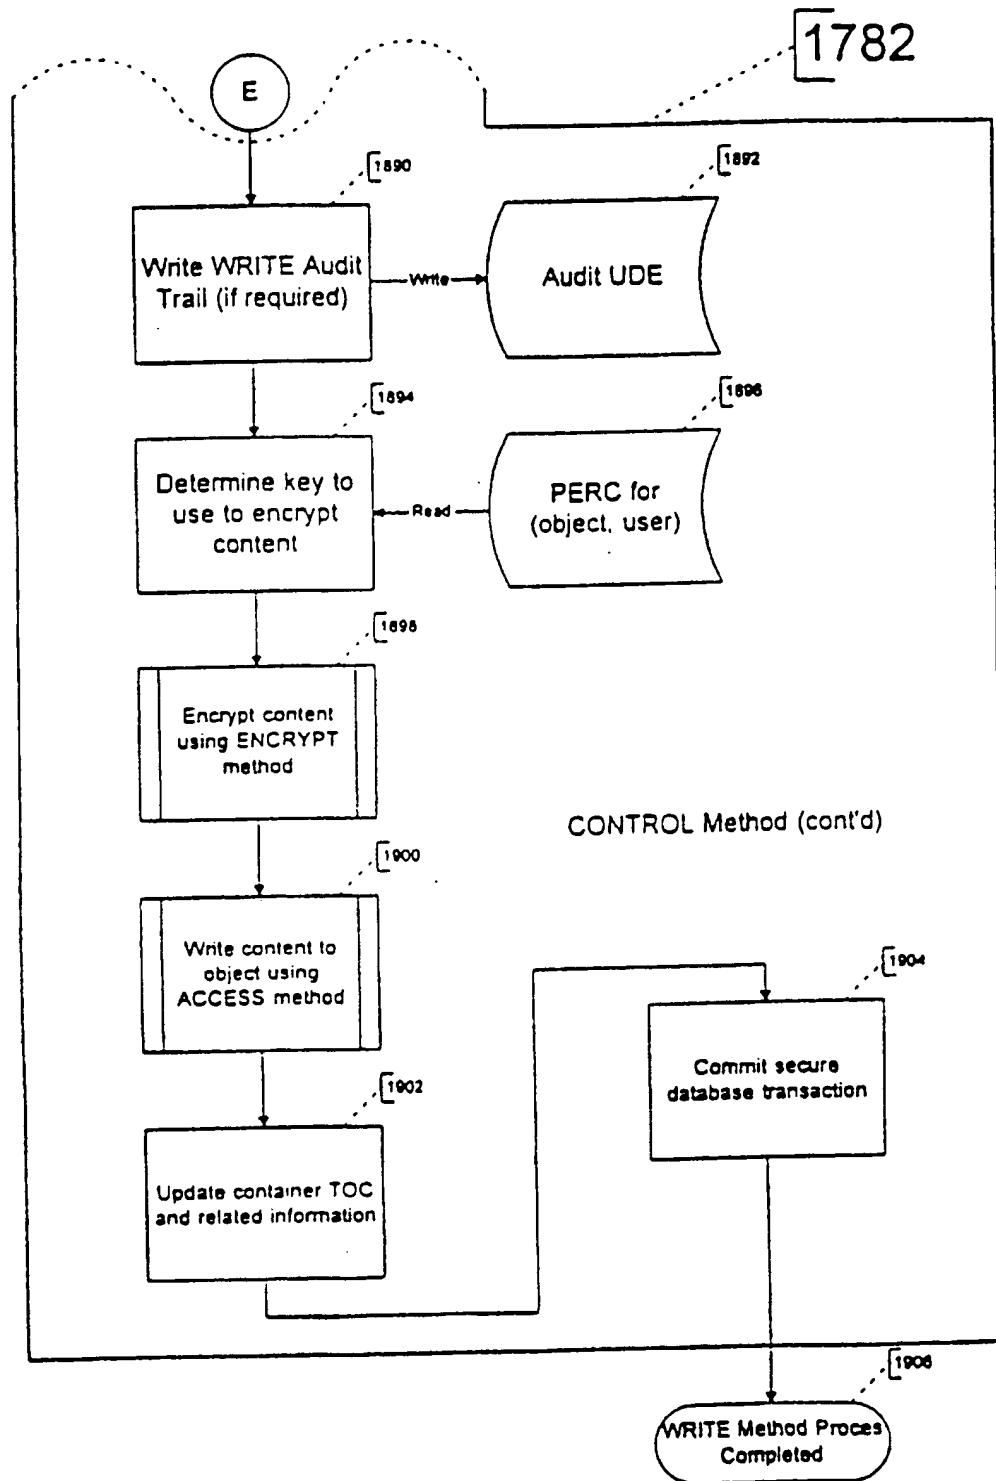 1782
E
1890
Write WRITE Audit
Trail (if required)
Write
1892
Audit UDE
1894
Determine key to
use to encrypt
content
Read
1896
PERC for
(object, user)
1898
Encrypt content
using ENCRYPT
method
CONTROL Method (cont'd)
1900
Write content to
object using
ACCESS method
1902
Update container TOC
and related information
1904
Commit secure
database transaction
1906
WRITE Method Proces
Completed